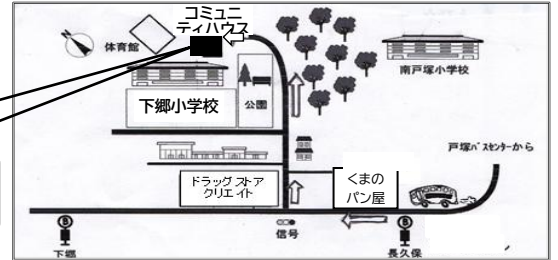 コミュニ
ティハウス
体育館
下郷小学校
公園
南戸塚小学校
戸塚バスセンターから
ドラッグストア
クリエイト
くまの
パン屋
B
下郷
信号
B
長久保